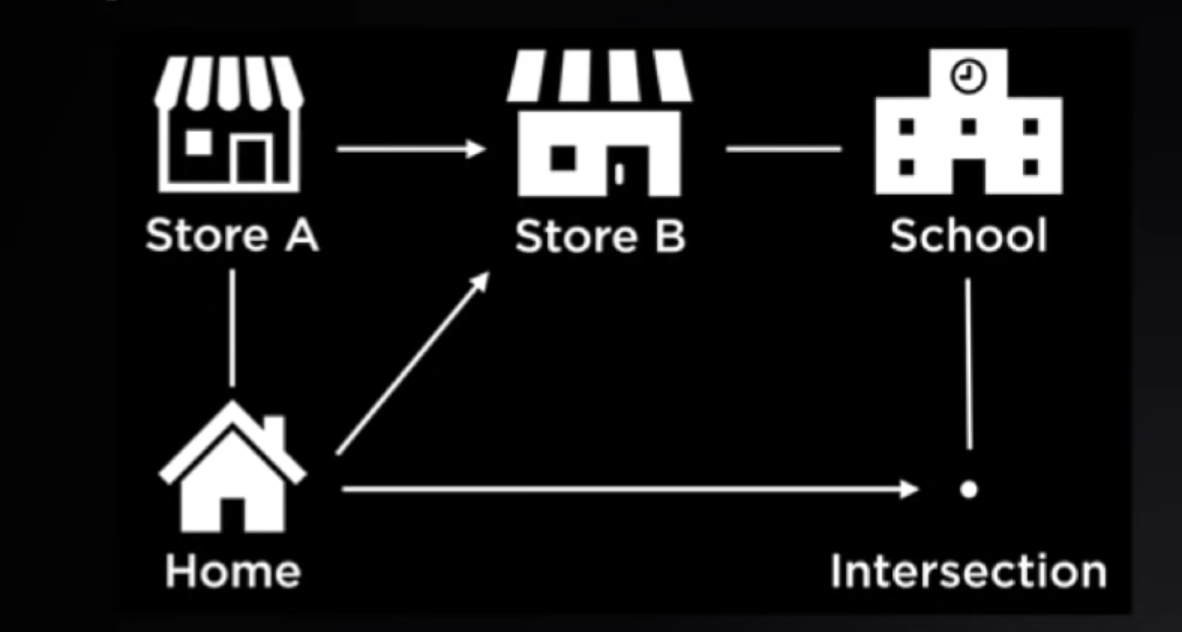 Store A
Store B
School
Home
Intersection